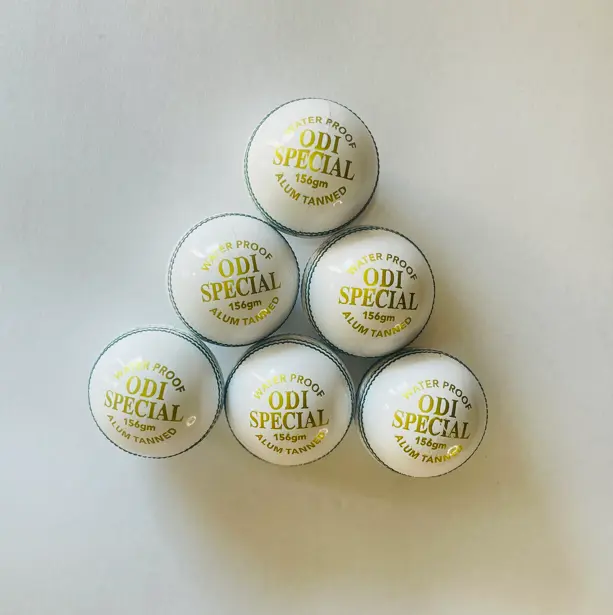 WATER PROOF
ODI
SPECIAL
156gm
ALUM TANNED
WATER PROOF
ODI
SPECIAL
156gm
ALUM TANNED
WATER PROOF
ODI
SPECIAL
156gm
ALUM TANNED
WATER PROOF
ODI
SPECIAL
156gm
ALUM TANNED
WATER PROOF
ODI
SPECIAL
156gm
ALUM TANNED
WATER PROOF
ODI
SPECIAL
156gm
ALUM TANNED